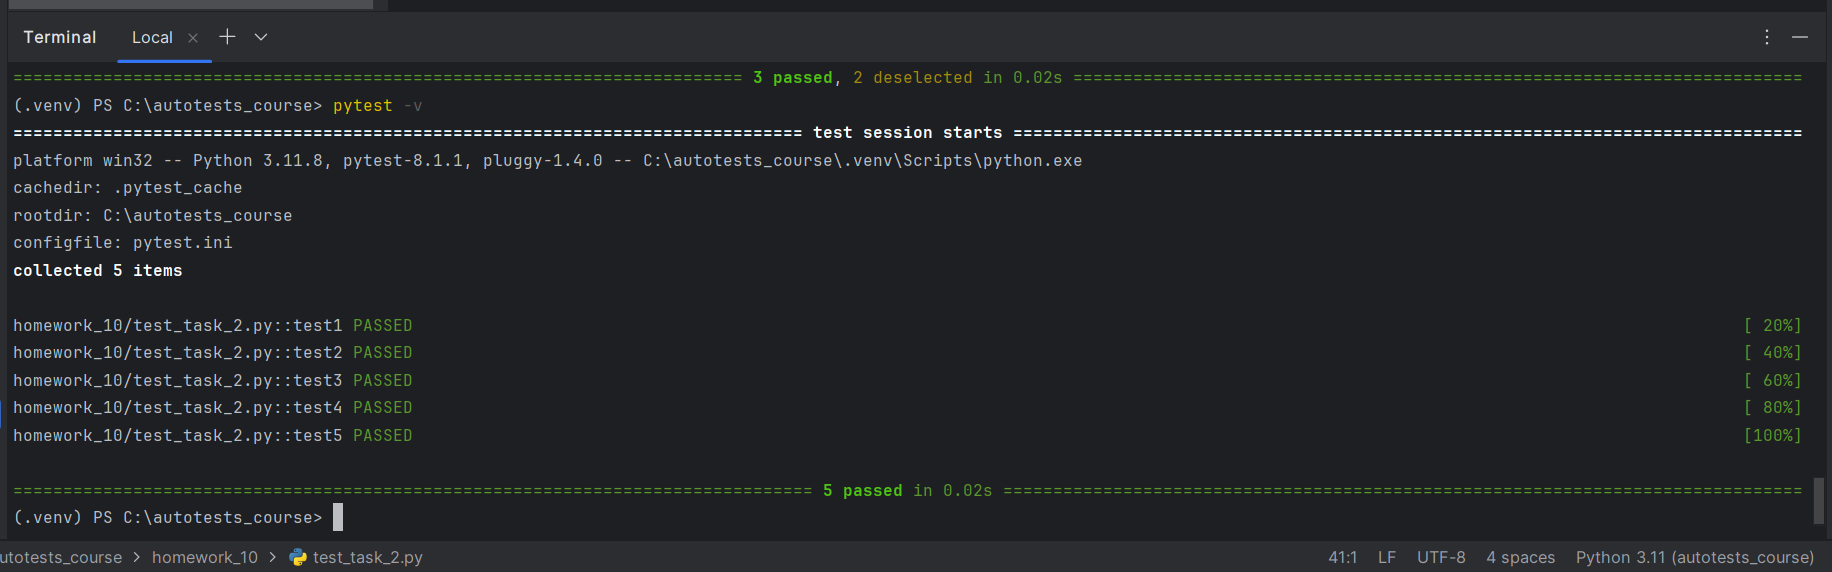 Terminal Local
============================================================================= 3 passed, 2 deselected in 0.02s =============================================================================
(.venv) PS C:\autotests_course> pytest -v
=============================================================================== test session starts ===============================================================================
platform win32 -- Python 3.11.8, pytest-8.1.1, pluggy-1.4.0 -- C:\autotests_course\.venv\Scripts\python.exe
cachedir: .pytest_cache
rootdir: C:\autotests_course
configfile: pytest.ini
collected 5 items
homework_10/test_task_2.py::test1 PASSED [ 20%]
homework_10/test_task_2.py::test2 PASSED [ 40%]
homework_10/test_task_2.py::test3 PASSED [ 60%]
homework_10/test_task_2.py::test4 PASSED [ 80%]
homework_10/test_task_2.py::test5 PASSED [100%]
================================================================================ 5 passed in 0.02s ================================================================================
(.venv) PS C:\autotests_course>
utotests_course > homework_10 > test_task_2.py 41:1 LF UTF-8 4 spaces Python 3.11 (autotests_course)